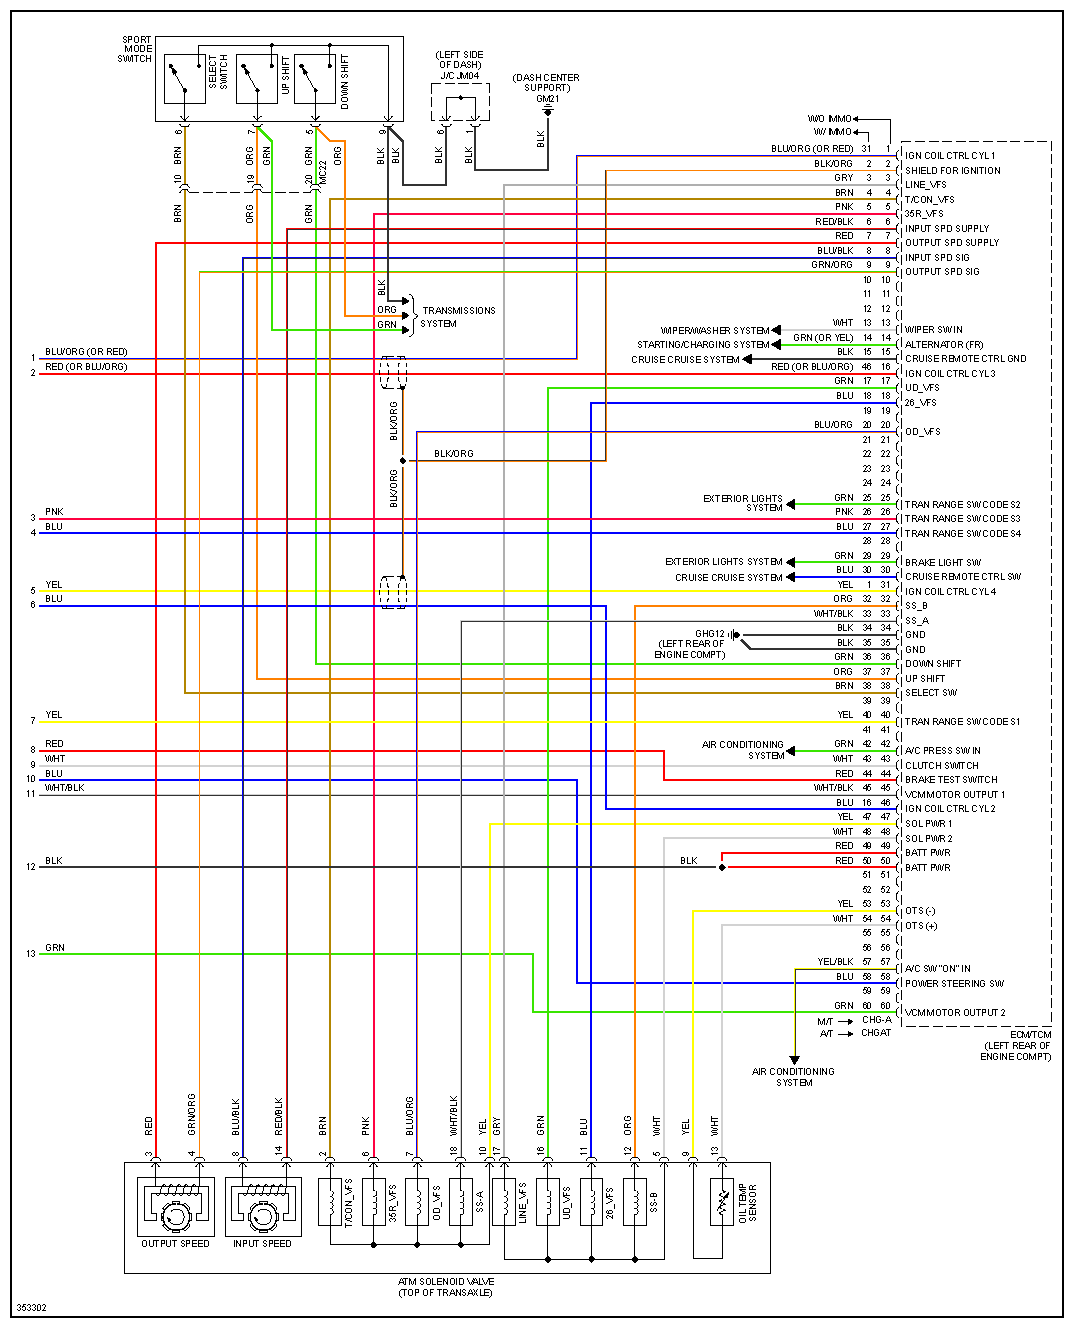 SPORT
MODE
SWITCH
SELECT
SWITCH
UP SHIFT
DOWN SHIFT
(LEFT SIDE
OF DASH)
J/C JM04
(DASH CENTER
SUPPORT)
GM21
6
7
5
9
6
1
BRN
ORG
GRN
ORG
BLK
BLK
BLK
BLK
BLK
10
19
20
MC22
BRN
ORG
GRN
BLK
ORG
GRN
TRANSMISSIONS
SYSTEM
W/O IMMO
W/ IMMO
BLU/ORG (OR RED) 31 1 IGN COIL CTRL CYL 1
BLK/ORG 2 2 SHIELD FOR IGNITION
GRY 3 3 LINE_VFS
BRN 4 4 T/CON_VFS
PNK 5 5 35R_VFS
RED/BLK 6 6 INPUT SPD SUPPLY
RED 7 7 OUTPUT SPD SUPPLY
BLU/BLK 8 8 INPUT SPD SIG
GRN/ORG 9 9 OUTPUT SPD SIG
10 10
11 11
12 12
WIPER/WASHER SYSTEM WHT 13 13 WIPER SW IN
STARTING/CHARGING SYSTEM GRN (OR YEL) 14 14 ALTERNATOR (FR)
CRUISE CRUISE SYSTEM BLK 15 15 CRUISE REMOTE CTRL GND
1 BLU/ORG (OR RED)
2 RED (OR BLU/ORG)
RED (OR BLU/ORG) 46 16 IGN COIL CTRL CYL 3
GRN 17 17 UD_VFS
BLU 18 18 26_VFS
19 19
BLU/ORG 20 20 OD_VFS
21 21
22 22
23 23
24 24
BLK/ORG
BLK/ORG
BLK/ORG
EXTERIOR LIGHTS
SYSTEM
GRN 25 25 TRAN RANGE SW CODE S2
3 PNK
PNK 26 26 TRAN RANGE SW CODE S3
4 BLU
BLU 27 27 TRAN RANGE SW CODE S4
28 28
EXTERIOR LIGHTS SYSTEM GRN 29 29 BRAKE LIGHT SW
CRUISE CRUISE SYSTEM BLU 30 30 CRUISE REMOTE CTRL SW
5 YEL
YEL 1 31 IGN COIL CTRL CYL 4
6 BLU
ORG 32 32 SS_B
WHT/BLK 33 33 SS_A
GHG12
(LEFT REAR OF
ENGINE COMPT)
BLK 34 34 GND
BLK 35 35 GND
GRN 36 36 DOWN SHIFT
ORG 37 37 UP SHIFT
BRN 38 38 SELECT SW
39 39
7 YEL
YEL 40 40 TRAN RANGE SW CODE S1
41 41
AIR CONDITIONING
SYSTEM
GRN 42 42 A/C PRESS SW IN
8 RED
9 WHT
WHT 43 43 CLUTCH SWITCH
10 BLU
RED 44 44 BRAKE TEST SWITCH
11 WHT/BLK
WHT/BLK 45 45 VCM MOTOR OUTPUT 1
BLU 16 46 IGN COIL CTRL CYL 2
YEL 47 47 SOL PWR 1
WHT 48 48 SOL PWR 2
RED 49 49 BATT PWR
12 BLK
BLK
RED 50 50 BATT PWR
51 51
52 52
YEL 53 53 OTS (-)
WHT 54 54 OTS (+)
55 55
56 56
13 GRN
YEL/BLK 57 57 A/C SW "ON" IN
BLU 58 58 POWER STEERING SW
59 59
GRN 60 60 VCM MOTOR OUTPUT 2
M/T CHG-A
A/T CHGAT
ECM/TCM
(LEFT REAR OF
ENGINE COMPT)
AIR CONDITIONING
SYSTEM
RED
GRN/ORG
BLU/BLK
RED/BLK
BRN
PNK
BLU/ORG
WHT/BLK
YEL
GRY
GRN
BLU
ORG
WHT
YEL
WHT
3
4
8
14
2
6
7
18
10
17
16
11
12
5
9
13
OUTPUT SPEED
INPUT SPEED
T/CON_VFS
35R_VFS
OD_VFS
SS-A
LINE_VFS
UD_VFS
26_VFS
SS-B
OIL TEMP
SENSOR
ATM SOLENOID VALVE
(TOP OF TRANSAXLE)
353302